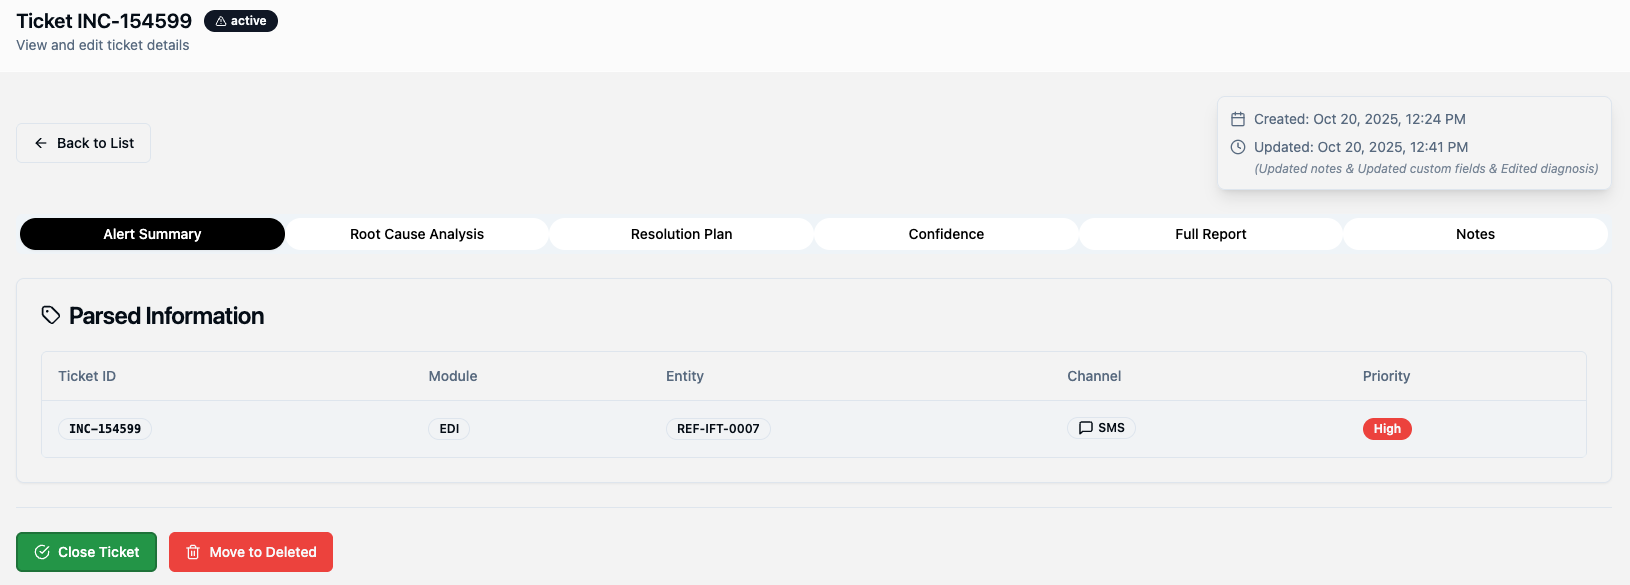 Ticket INC-154599 active
View and edit ticket details
Created: Oct 20, 2025, 12:24 PM
Back to List
Updated: Oct 20, 2025, 12:41 PM
(Updated notes & Updated custom fields & Edited diagnosis)
Alert Summary Root Cause Analysis Resolution Plan Confidence Full Report Notes
Parsed Information
Ticket ID Module Entity Channel Priority
INC-154599 EDI REF-IFT-0007 SMS High
Close Ticket Move to Deleted